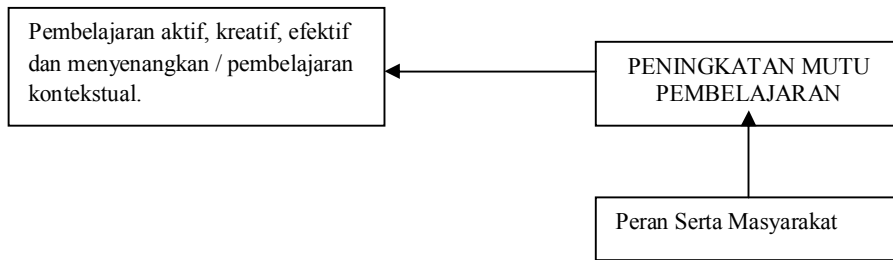 Pembelajaran aktif, kreatif, efektif
dan menyenangkan / pembelajaran
kontekstual.
PENINGKATAN MUTU
PEMBELAJARAN
Peran Serta Masyarakat